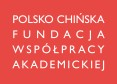 POLSKO CHIŃSKA
FUNDACJA
WSPÓŁPRACY
AKADEMICKIEJ